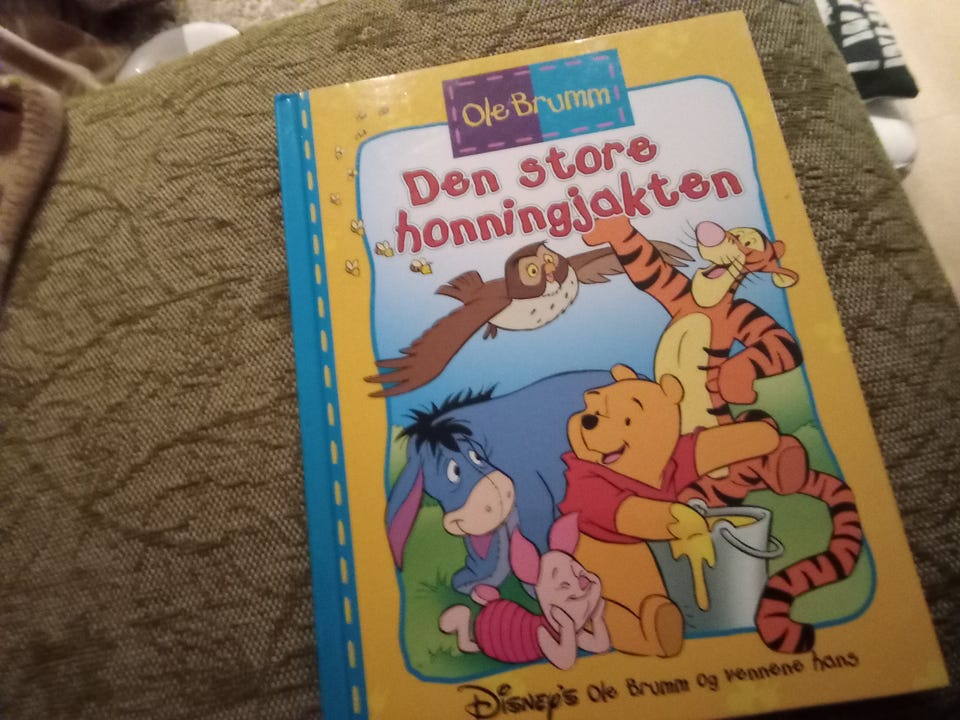 Ole Brumm
Den store
honningjakten
Disney's Ole Brumm og vennene hans